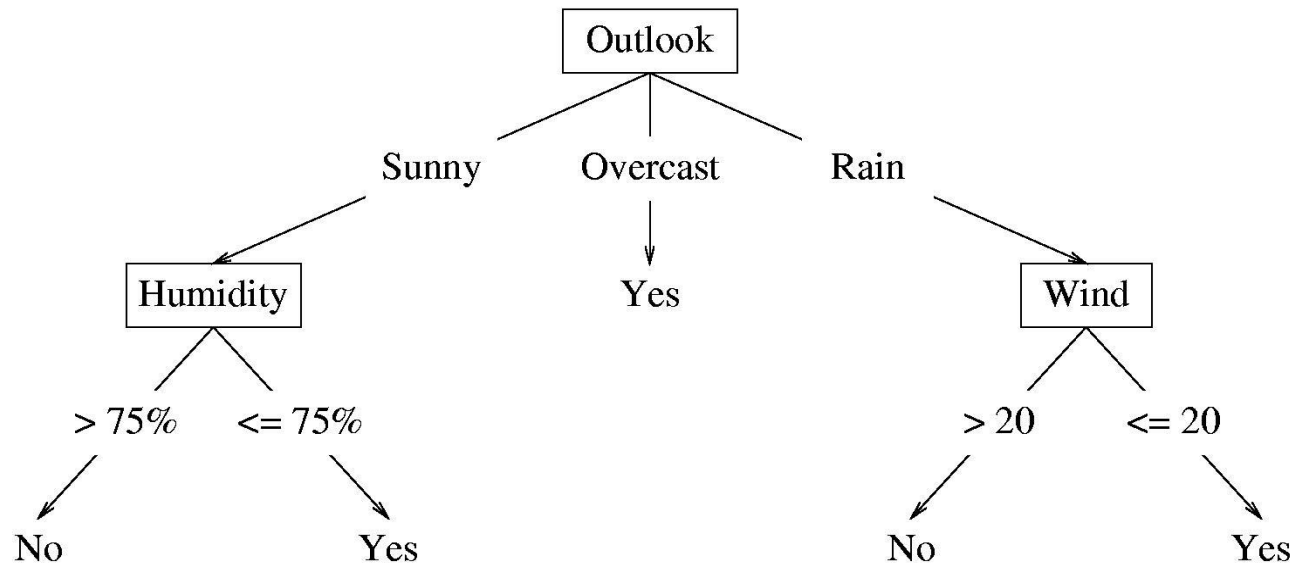 Outlook
Sunny Overcast Rain
Humidity Yes Wind
> 75% <= 75% > 20 <= 20
No Yes No Yes